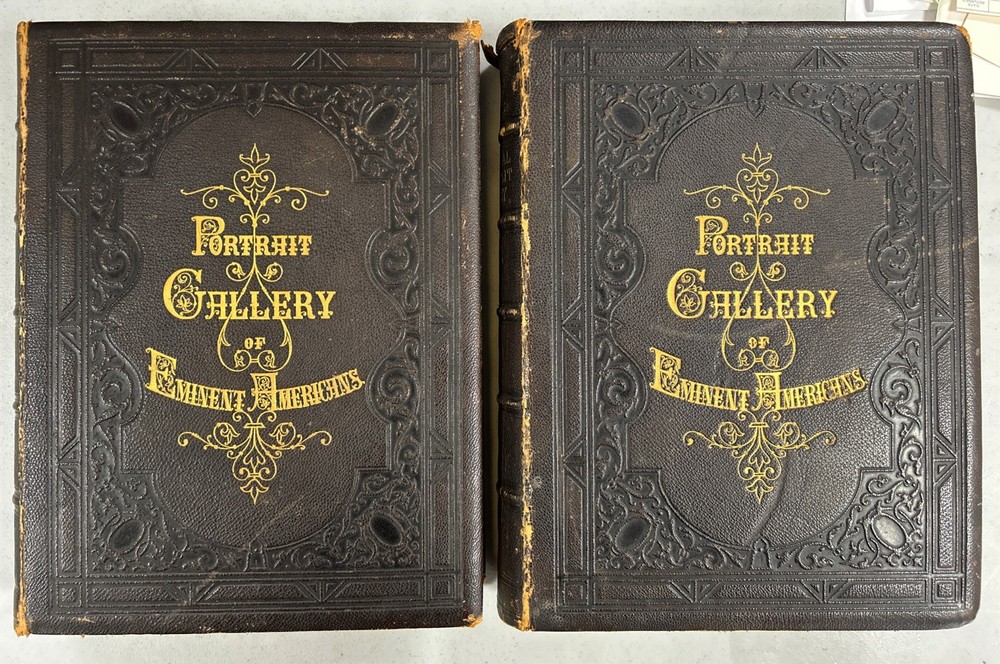 PORTRAIT
GALLERY
OF
EMINENT AMERICANS.
PORTRAIT
GALLERY
OF
EMINENT AMERICANS.